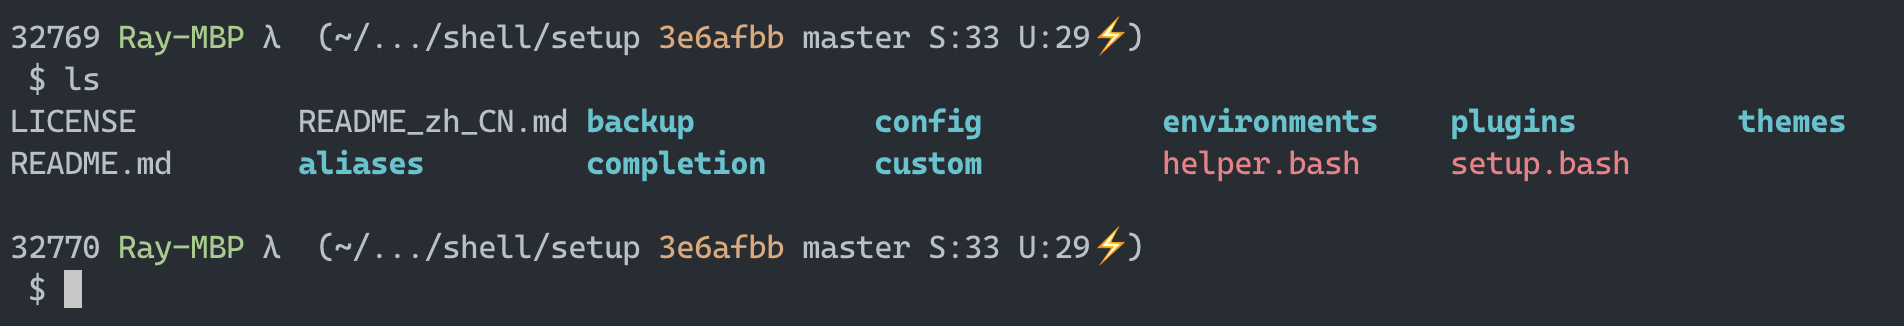 32769 Ray-MBP λ  (~/.../shell/setup 3e6afbb master S:33 U:29⚡)
 $ ls
LICENSE         README_zh_CN.md backup          config          environments    plugins         themes
README.md       aliases         completion      custom          helper.bash     setup.bash

32770 Ray-MBP λ  (~/.../shell/setup 3e6afbb master S:33 U:29⚡)
 $